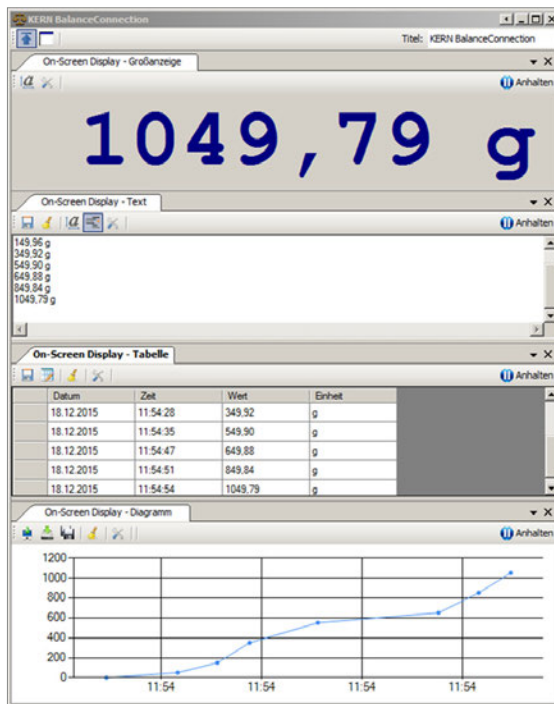 KERN BalanceConnection
Titel: KERN BalanceConnection
On-Screen Display - Großanzeige
a Anhalten
1049,79 g
On-Screen Display - Text
a Anhalten
149,96 g
349,92 g
549,90 g
649,88 g
849,84 g
1049,79 g
On-Screen Display - Tabelle
Anhalten
Datum Zeit Wert Einheit
18.12.2015 11:54:28 349,92 g
18.12.2015 11:54:35 549,90 g
18.12.2015 11:54:47 649,88 g
18.12.2015 11:54:51 849,84 g
18.12.2015 11:54:54 1049,79 g
On-Screen Display - Diagramm
Anhalten
1200
1000
800
600
400
200
0
11:54 11:54 11:54 11:54